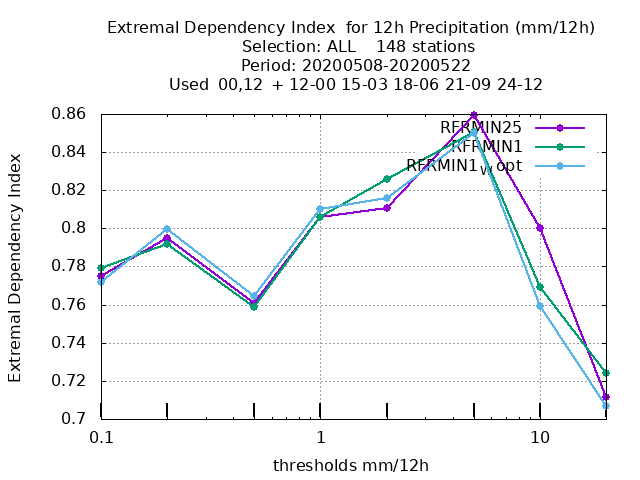 Extremal Dependency Index  for 12h Precipitation (mm/12h)
Selection: ALL    148 stations
Period: 20200508-20200522
Used  00,12  + 12-00 15-03 18-06 21-09 24-12
0.86
0.84
0.82
0.8
0.78
0.76
0.74
0.72
0.7
Extremal Dependency Index
RFRMIN25
RFRMIN1
RFRMIN1wopt
0.1
1
10
thresholds mm/12h